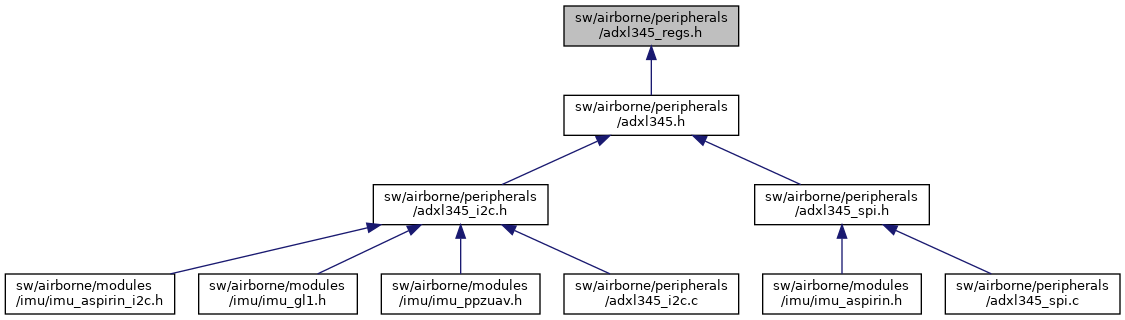 sw/airborne/peripherals
/adxl345_regs.h
sw/airborne/peripherals
/adxl345.h
sw/airborne/peripherals
/adxl345_i2c.h
sw/airborne/peripherals
/adxl345_spi.h
sw/airborne/modules
/imu/imu_aspirin_i2c.h
sw/airborne/modules
/imu/imu_gl1.h
sw/airborne/modules
/imu/imu_ppzuav.h
sw/airborne/peripherals
/adxl345_i2c.c
sw/airborne/modules
/imu/imu_aspirin.h
sw/airborne/peripherals
/adxl345_spi.c